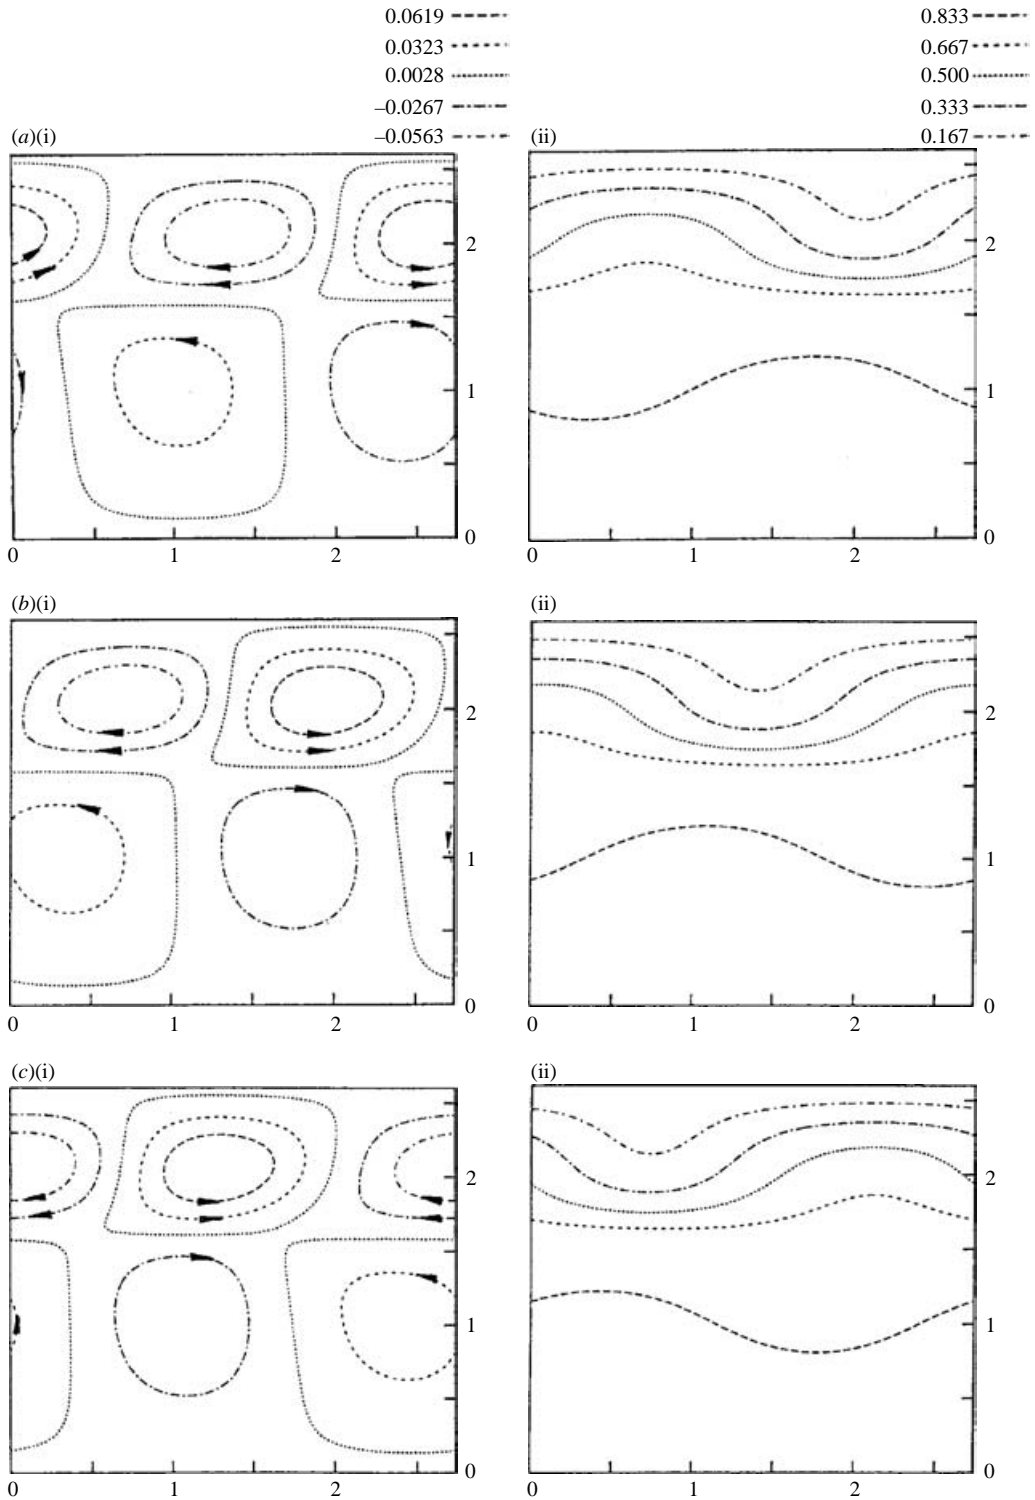 0.0619
0.0323
0.0028
–0.0267
–0.0563
0.833
0.667
0.500
0.333
0.167
(a)(i)
(ii)
2
1
0
0 1 2
2
1
0
0 1 2
(b)(i)
(ii)
2
1
0
0 1 2
2
1
0
0 1 2
(c)(i)
(ii)
2
1
0
0 1 2
2
1
0
0 1 2